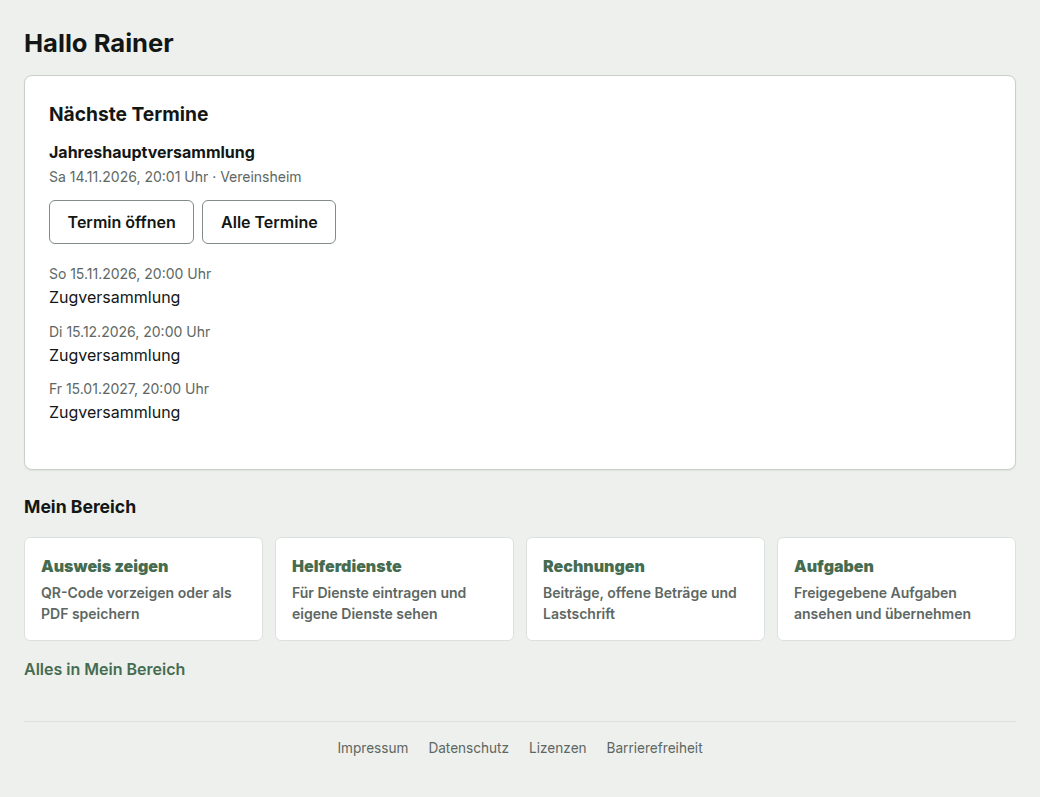 Hallo Rainer
Nächste Termine
Jahreshauptversammlung
Sa 14.11.2026, 20:01 Uhr · Vereinsheim
Termin öffnen
Alle Termine
So 15.11.2026, 20:00 Uhr
Zugversammlung
Di 15.12.2026, 20:00 Uhr
Zugversammlung
Fr 15.01.2027, 20:00 Uhr
Zugversammlung
Mein Bereich
Ausweis zeigen
QR-Code vorzeigen oder als
PDF speichern
Helferdienste
Für Dienste eintragen und
eigene Dienste sehen
Rechnungen
Beiträge, offene Beträge und
Lastschrift
Aufgaben
Freigegebene Aufgaben
ansehen und übernehmen
Alles in Mein Bereich
Impressum Datenschutz Lizenzen Barrierefreiheit